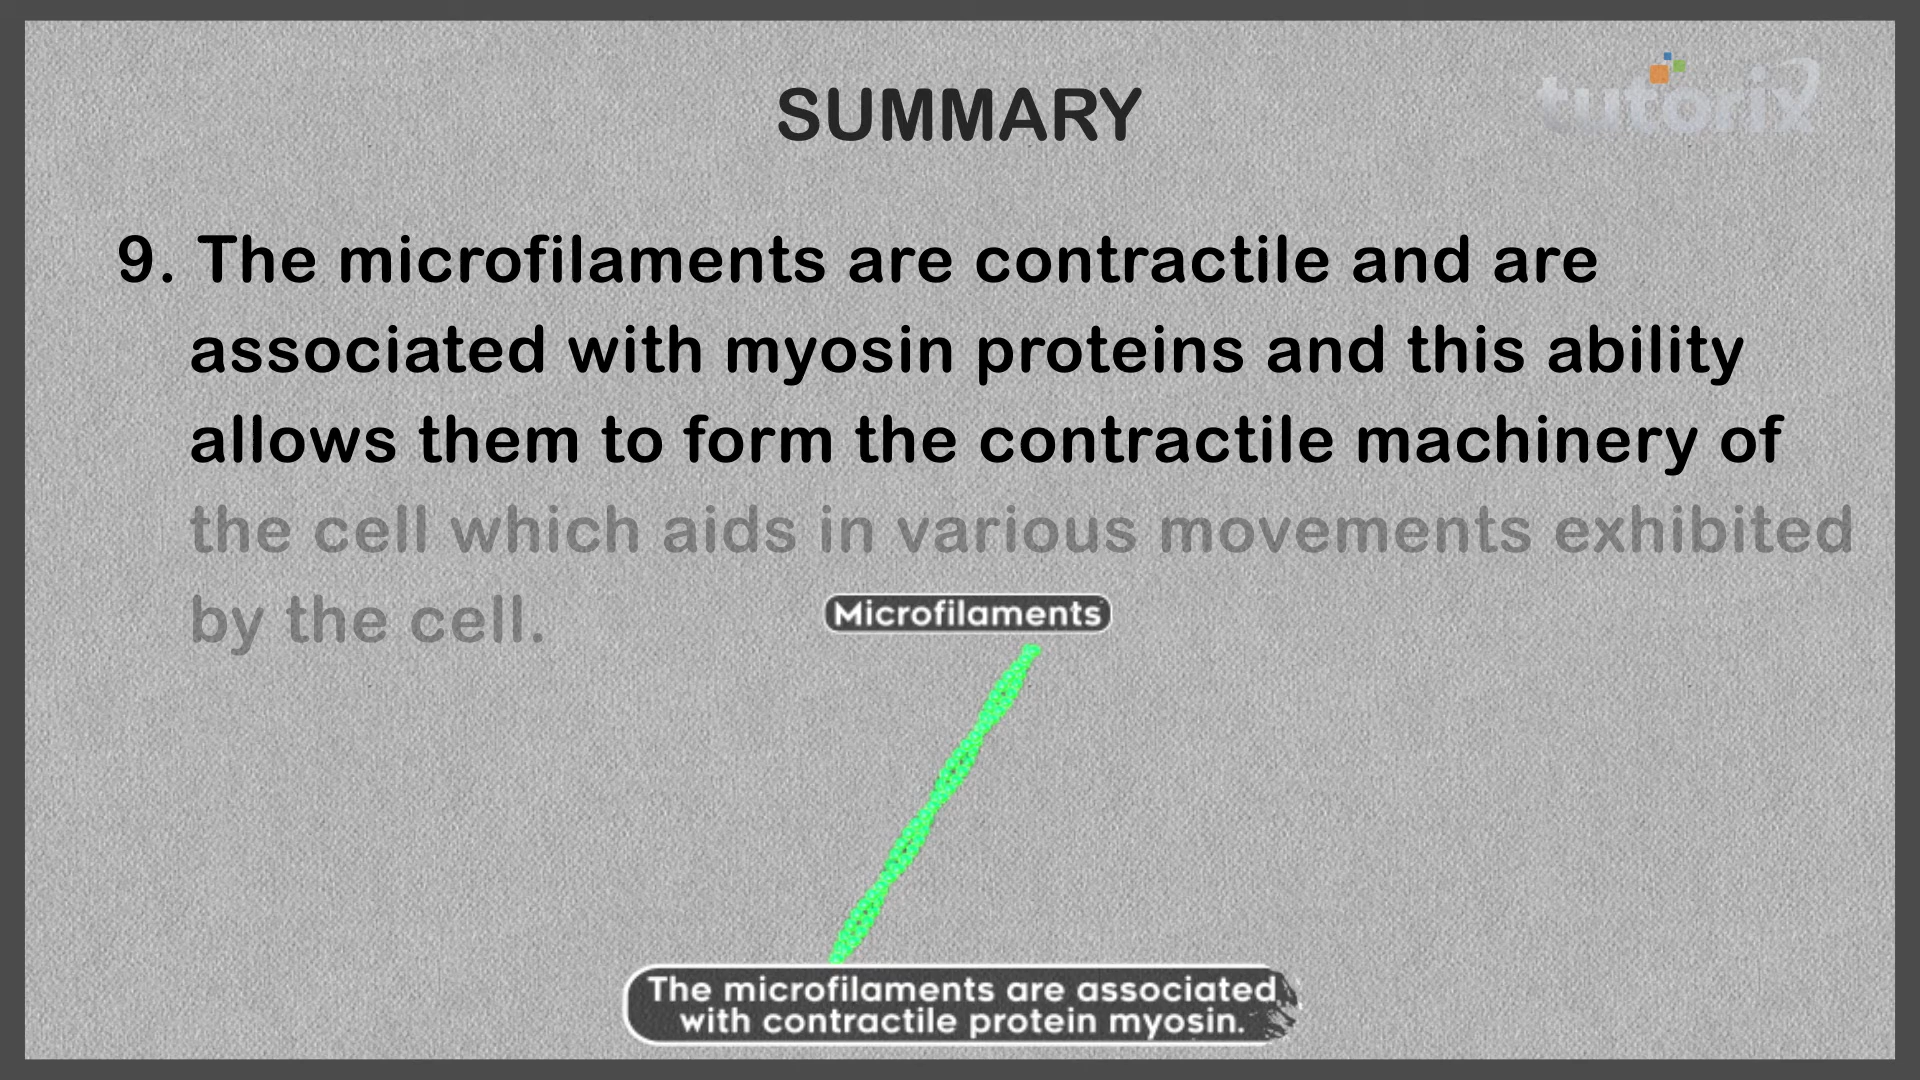 tutorix
SUMMARY
9. The microfilaments are contractile and are
associated with myosin proteins and this ability
allows them to form the contractile machinery of
the cell which aids in various movements exhibited
by the cell.
Microfilaments
The microfilaments are associated
with contractile protein myosin.